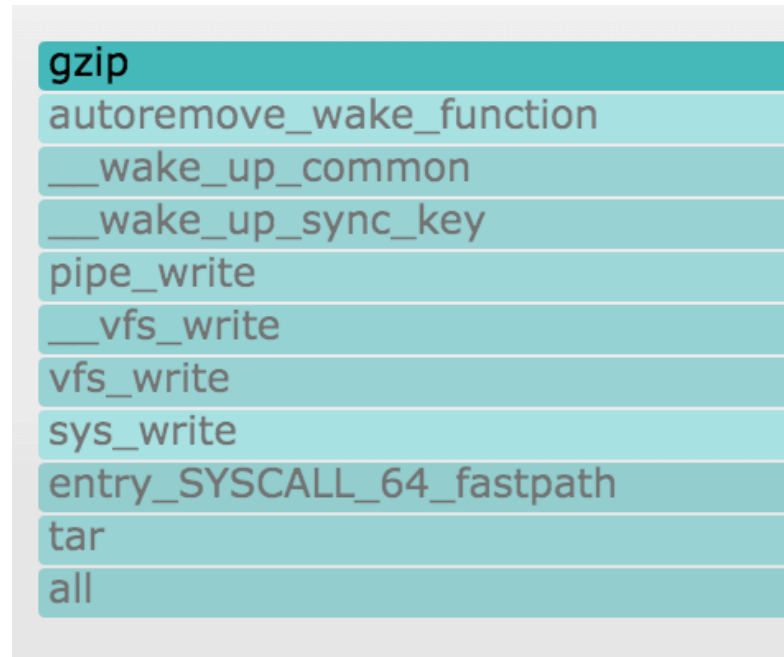 gzip
autoremove_wake_function
__wake_up_common
__wake_up_sync_key
pipe_write
__vfs_write
vfs_write
sys_write
entry_SYSCALL_64_fastpath
tar
all